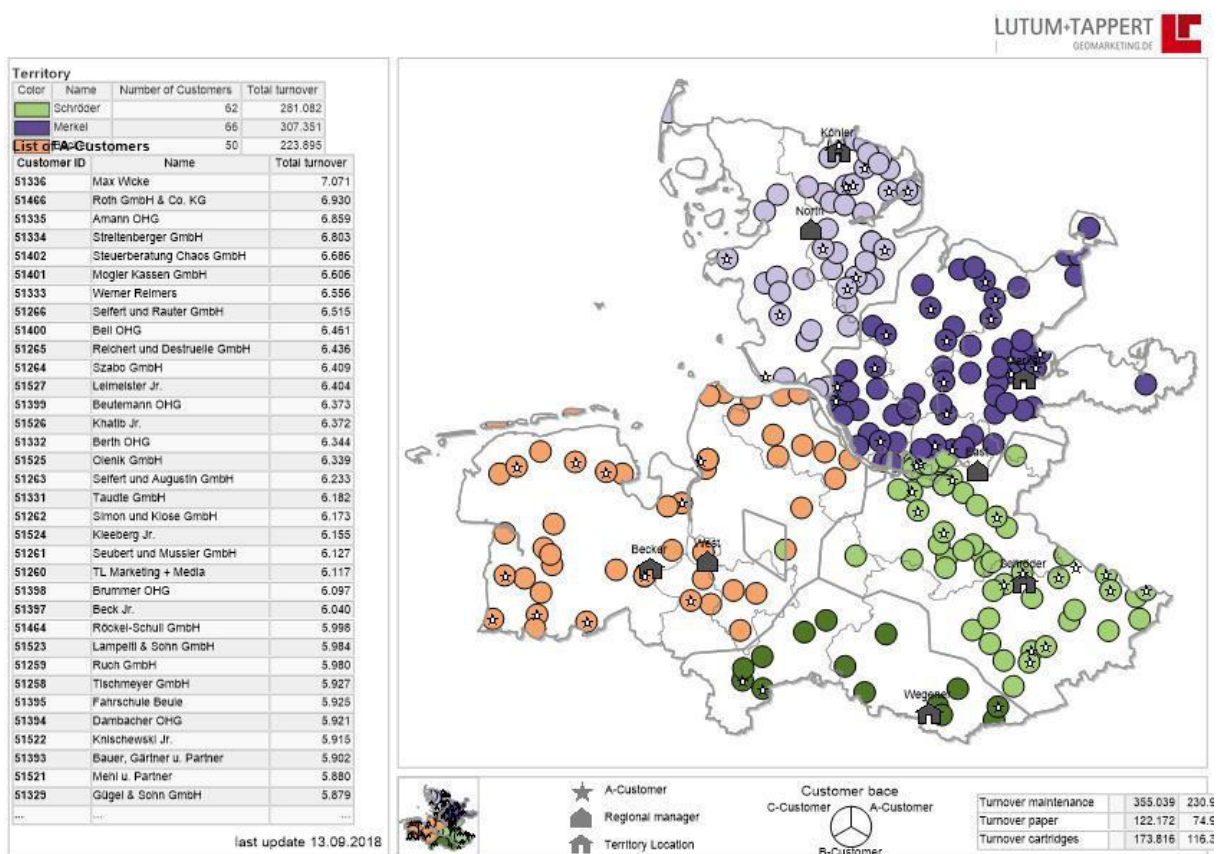 LUTUM+TAPPERT
GEOMARKETING.DE
Territory
Color Name Number of Customers Total turnover
Schröder 62 281.082
Merkel 66 307.351
50 223.895
List of A-Customers
Customer ID Name Total turnover
51336 Max Wicke 7.071
51466 Roth GmbH & Co. KG 6.930
51335 Amann OHG 6.859
51334 Streitenberger GmbH 6.803
51402 Steuerberatung Chaos GmbH 6.686
51401 Mogler Kassen GmbH 6.606
51333 Werner Reimers 6.556
51266 Seifert und Rauter GmbH 6.515
51400 Bell OHG 6.461
51265 Reichert und Destruelle GmbH 6.436
51264 Szabo GmbH 6.409
51527 Leimeister Jr. 6.404
51399 Beutemann OHG 6.373
51526 Khatib Jr. 6.372
51332 Berth OHG 6.344
51525 Olenik GmbH 6.339
51263 Seifert und Augustin GmbH 6.233
51331 Taudte GmbH 6.182
51262 Simon und Klose GmbH 6.173
51524 Kleeberg Jr. 6.155
51261 Seubert und Mussler GmbH 6.127
51260 TL Marketing + Media 6.117
51398 Brummer OHG 6.097
51397 Beck Jr. 6.040
51464 Röckel-Schull GmbH 5.998
51523 Lampeitl & Sohn GmbH 5.984
51259 Ruch GmbH 5.980
51258 Tischmeyer GmbH 5.927
51395 Fahrschule Beule 5.925
51394 Dambacher OHG 5.921
51522 Knischewski Jr. 5.915
51393 Bauer, Gärtner u. Partner 5.902
51521 Mehl u. Partner 5.880
51329 Gügel & Sohn GmbH 5.879
... ... ...
last update 13.09.2018
Köhler
North
Becker
West
Schröder
Wegener
A-Customer
Regional manager
Territory Location
Customer bace
C-Customer A-Customer
B-Customer
Turnover maintenance 355.039 230.9
Turnover paper 122.172 74.9
Turnover cartridges 173.816 116.3